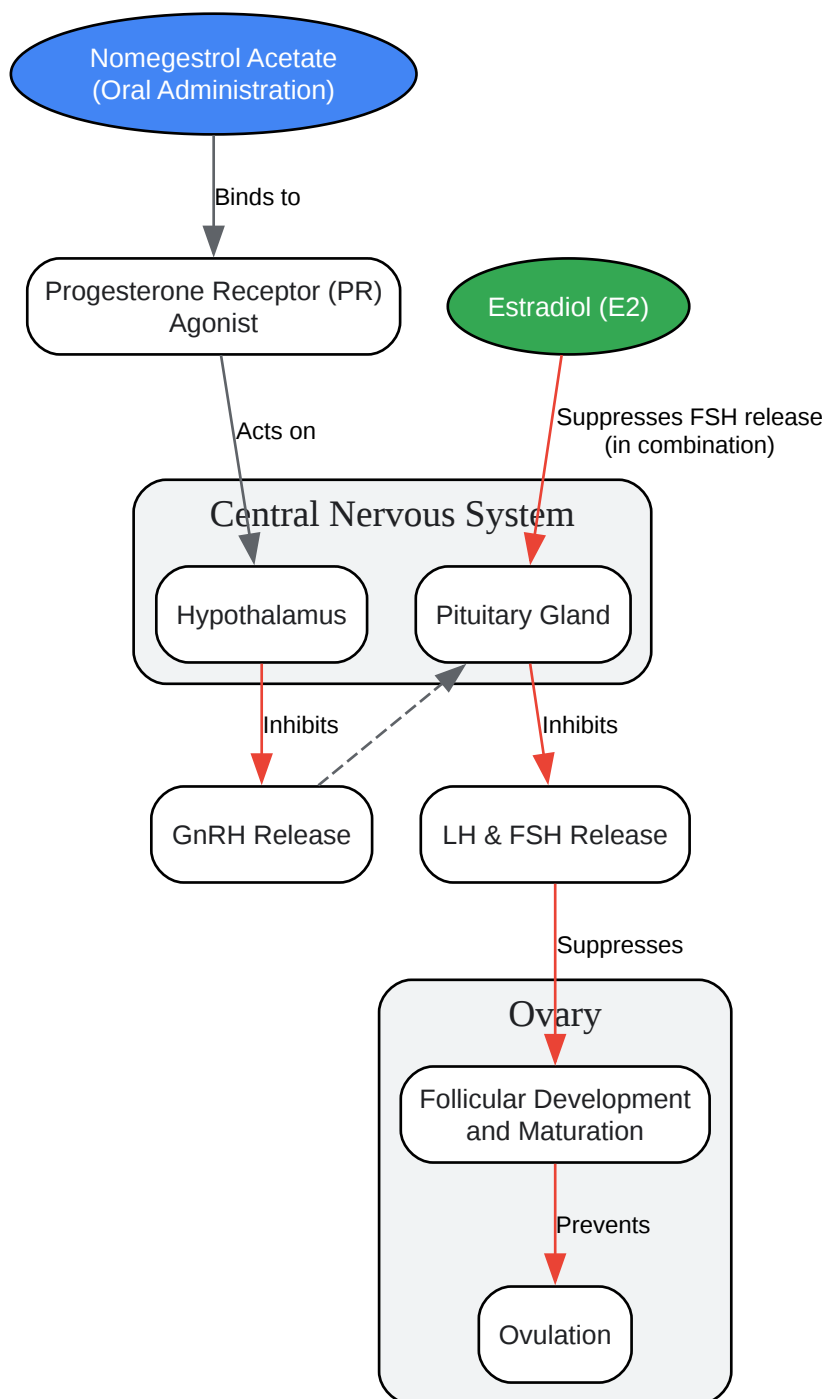 Nomegestrol Acetate
(Oral Administration)
Binds to
Progesterone Receptor (PR)
Agonist
Estradiol (E2)
Acts on
Suppresses FSH release
(in combination)
Central Nervous System
Hypothalamus
Pituitary Gland
Inhibits
Inhibits
GnRH Release
LH & FSH Release
Suppresses
Ovary
Follicular Development
and Maturation
Prevents
Ovulation